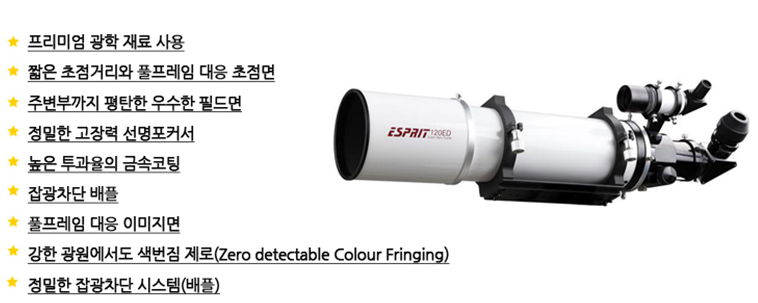 프리미엄 광학 재료 사용
짧은 초점거리와 풀프레임 대응 초점면
주변부까지 평탄한 우수한 필드면
정밀한 고장력 선명포커서
높은 투과율의 금속코팅
잡광차단 배플
풀프레임 대응 이미지면
강한 광원에서도 색번짐 제로(Zero detectable Colour Fringing)
정밀한 잡광차단 시스템(배플)
ESPRIT 120ED